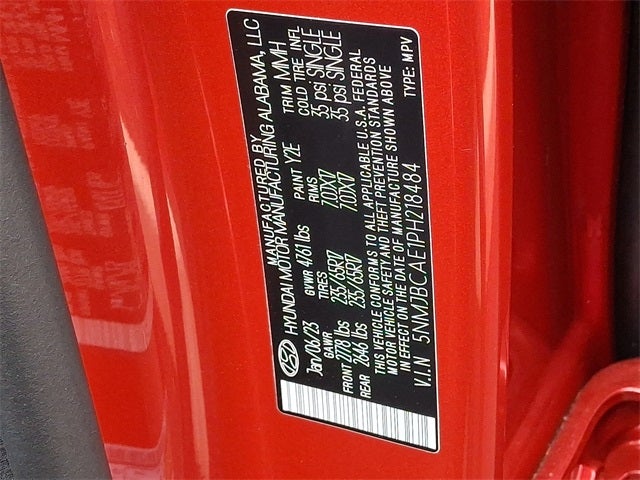 MANUFACTURED BY
HYUNDAI MOTOR MANUFACTURING ALABAMA, LLC
Jan/06/23 GVWR 4761 lbs PAINT Y2E TRIM MMH
GAWR TIRES RIMS COLD TIRE INFL
FRONT 2778 lbs 235/65R17 7.0JX17 35 psi: SINGLE
REAR 2646 lbs 235/65R17 7.0JX17 35 psi: SINGLE
THIS VEHICLE CONFORMS TO ALL APPLICABLE U.S.A. FEDERAL
MOTOR VEHICLE SAFETY AND THEFT PREVENTION STANDARDS
IN EFFECT ON THE DATE OF MANUFACTURE SHOWN ABOVE
V.I.N 5NMJBCAE1PH218484 TYPE: MPV